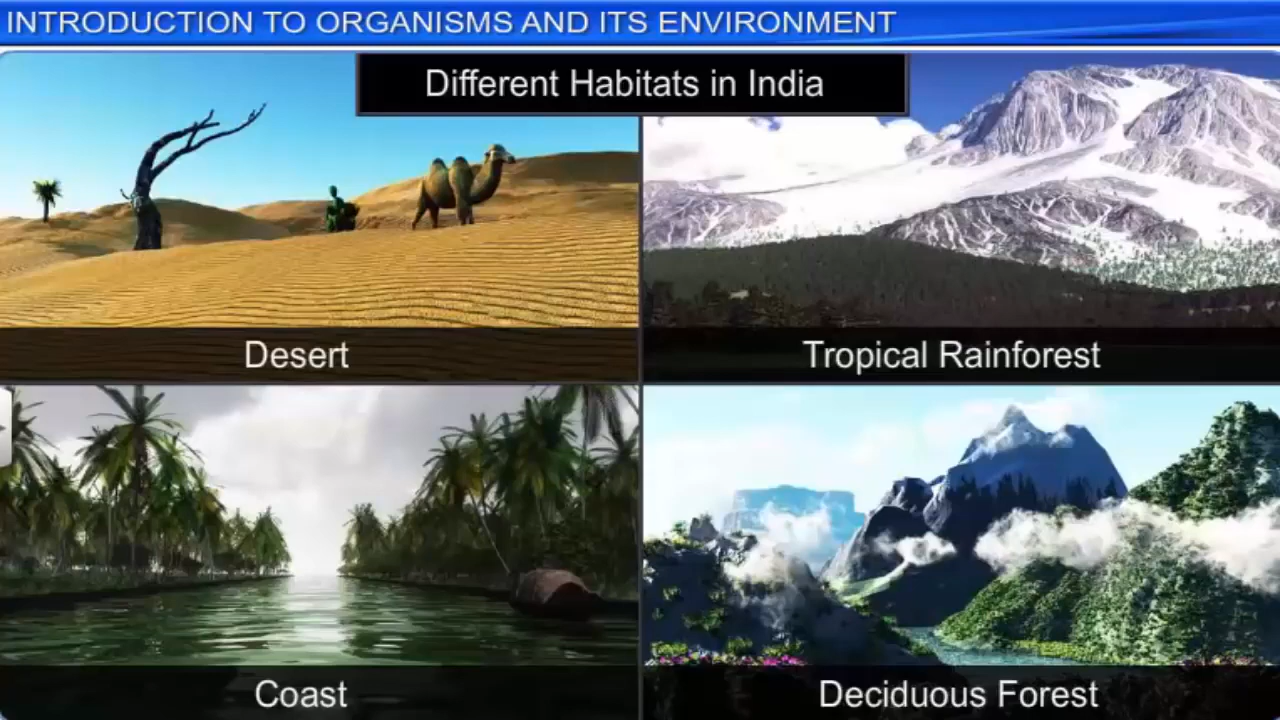 INTRODUCTION TO ORGANISMS AND ITS ENVIRONMENT
Different Habitats in India
Desert
Tropical Rainforest
Coast
Deciduous Forest